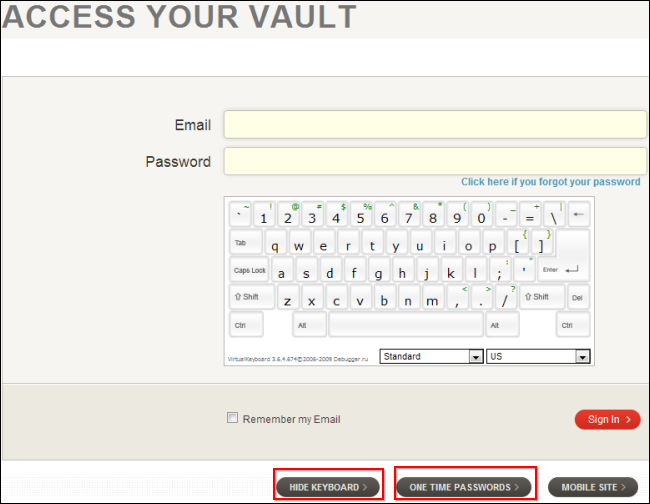 ACCESS YOUR VAULT
Email
Password
Click here if you forgot your password
` ~ 1 ! 2 @ 3 # 4 $ 5 % 6 ^ 7 & 8 * 9 ( 0 ) - _ = + \ | ←
Tab q w e r t y u i o p [ { ] }
Caps Lock a s d f g h j k l ; : ' " Enter
⇧ Shift z x c v b n m , < . > / ? ⇧ Shift Del
Ctrl Alt Alt Ctrl
VirtualKeyboard 3.6.4.674©2006-2009 Debugger.ru Standard US
Remember my Email Sign In >
HIDE KEYBOARD > ONE TIME PASSWORDS > MOBILE SITE >